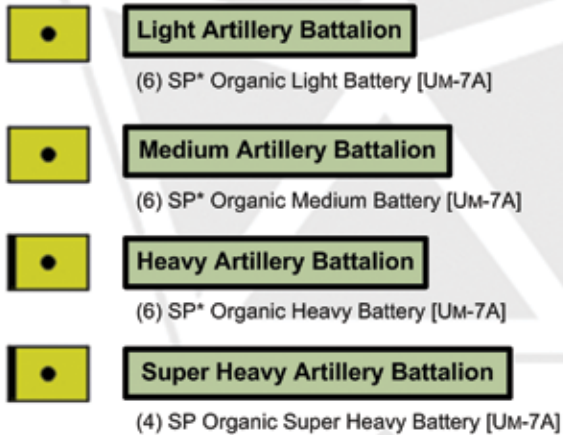 Light Artillery Battalion
(6) SP* Organic Light Battery [UM-7A]
Medium Artillery Battalion
(6) SP* Organic Medium Battery [UM-7A]
Heavy Artillery Battalion
(6) SP* Organic Heavy Battery [UM-7A]
Super Heavy Artillery Battalion
(4) SP Organic Super Heavy Battery [UM-7A]